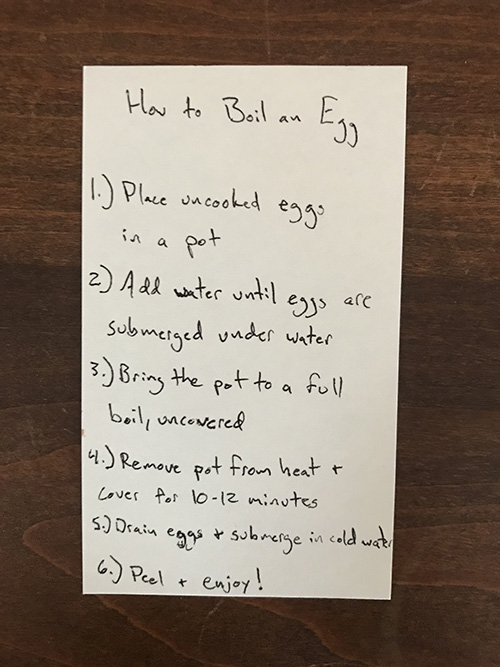 How to Boil an Egg
1.) Place uncooked eggs
in a pot
2) Add water until eggs are
submerged under water
3.) Bring the pot to a full
boil, uncovered
4.) Remove pot from heat +
cover for 10-12 minutes
5.) Drain eggs + submerge in cold water
6.) Peel + enjoy!